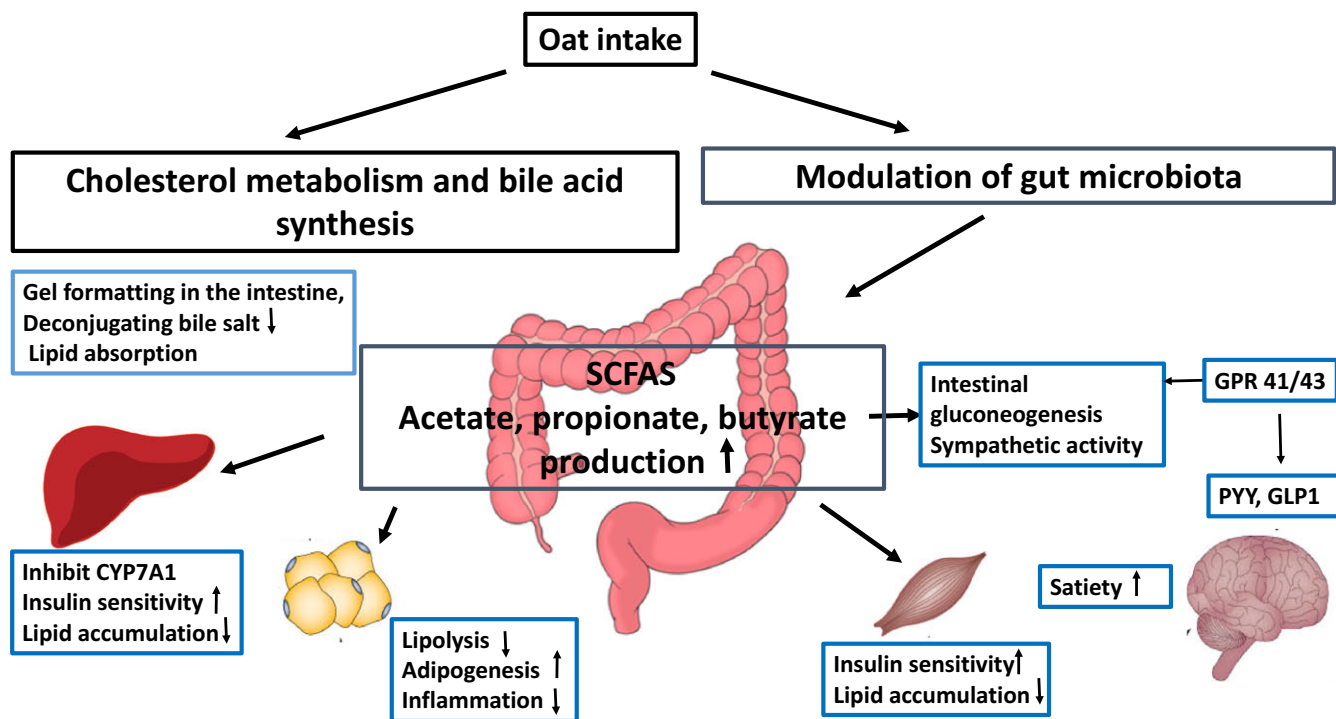 Oat intake
Cholesterol metabolism and bile acid
synthesis
Modulation of gut microbiota
Gel formatting in the intestine,
Deconjugating bile salt ↓
Lipid absorption
SCFAS
Acetate, propionate, butyrate
production ↑
Intestinal
gluconeogenesis
Sympathetic activity
GPR 41/43
PYY, GLP1
Satiety ↑
Inhibit CYP7A1
Insulin sensitivity ↑
Lipid accumulation ↓
Lipolysis ↓
Adipogenesis ↑
Inflammation ↓
Insulin sensitivity ↑
Lipid accumulation ↓